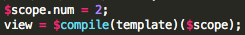 $scope.num = 2;
view = $compile(template)($scope);